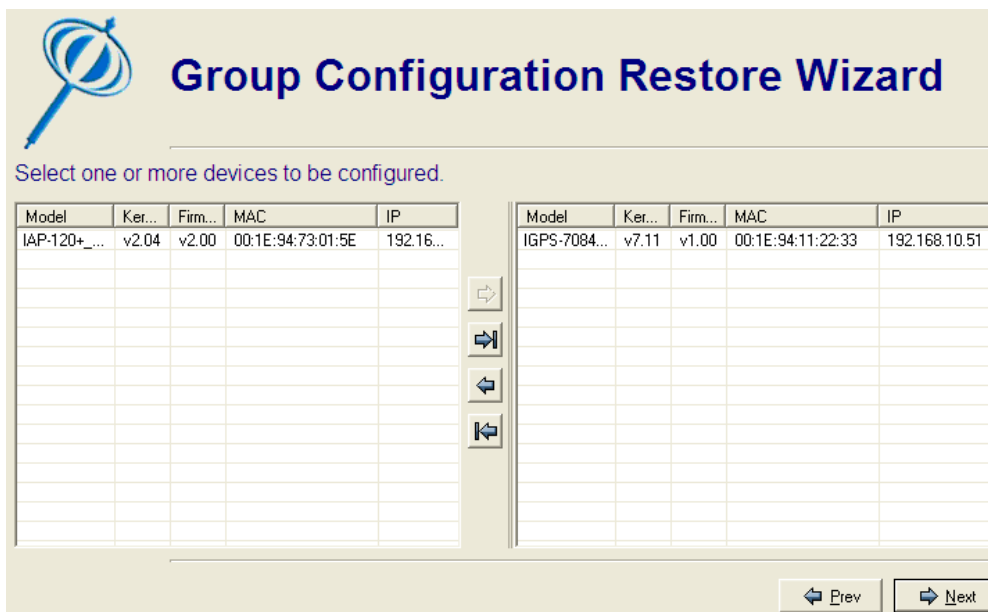 Group Configuration Restore Wizard
Select one or more devices to be configured.
Model Ker... Firm... MAC IP
IAP-120+_... v2.04 v2.00 00:1E:94:73:01:5E 192.16...
Model Ker... Firm... MAC IP
IGPS-7084... v7.11 v1.00 00:1E:94:11:22:33 192.168.10.51
Prev Next